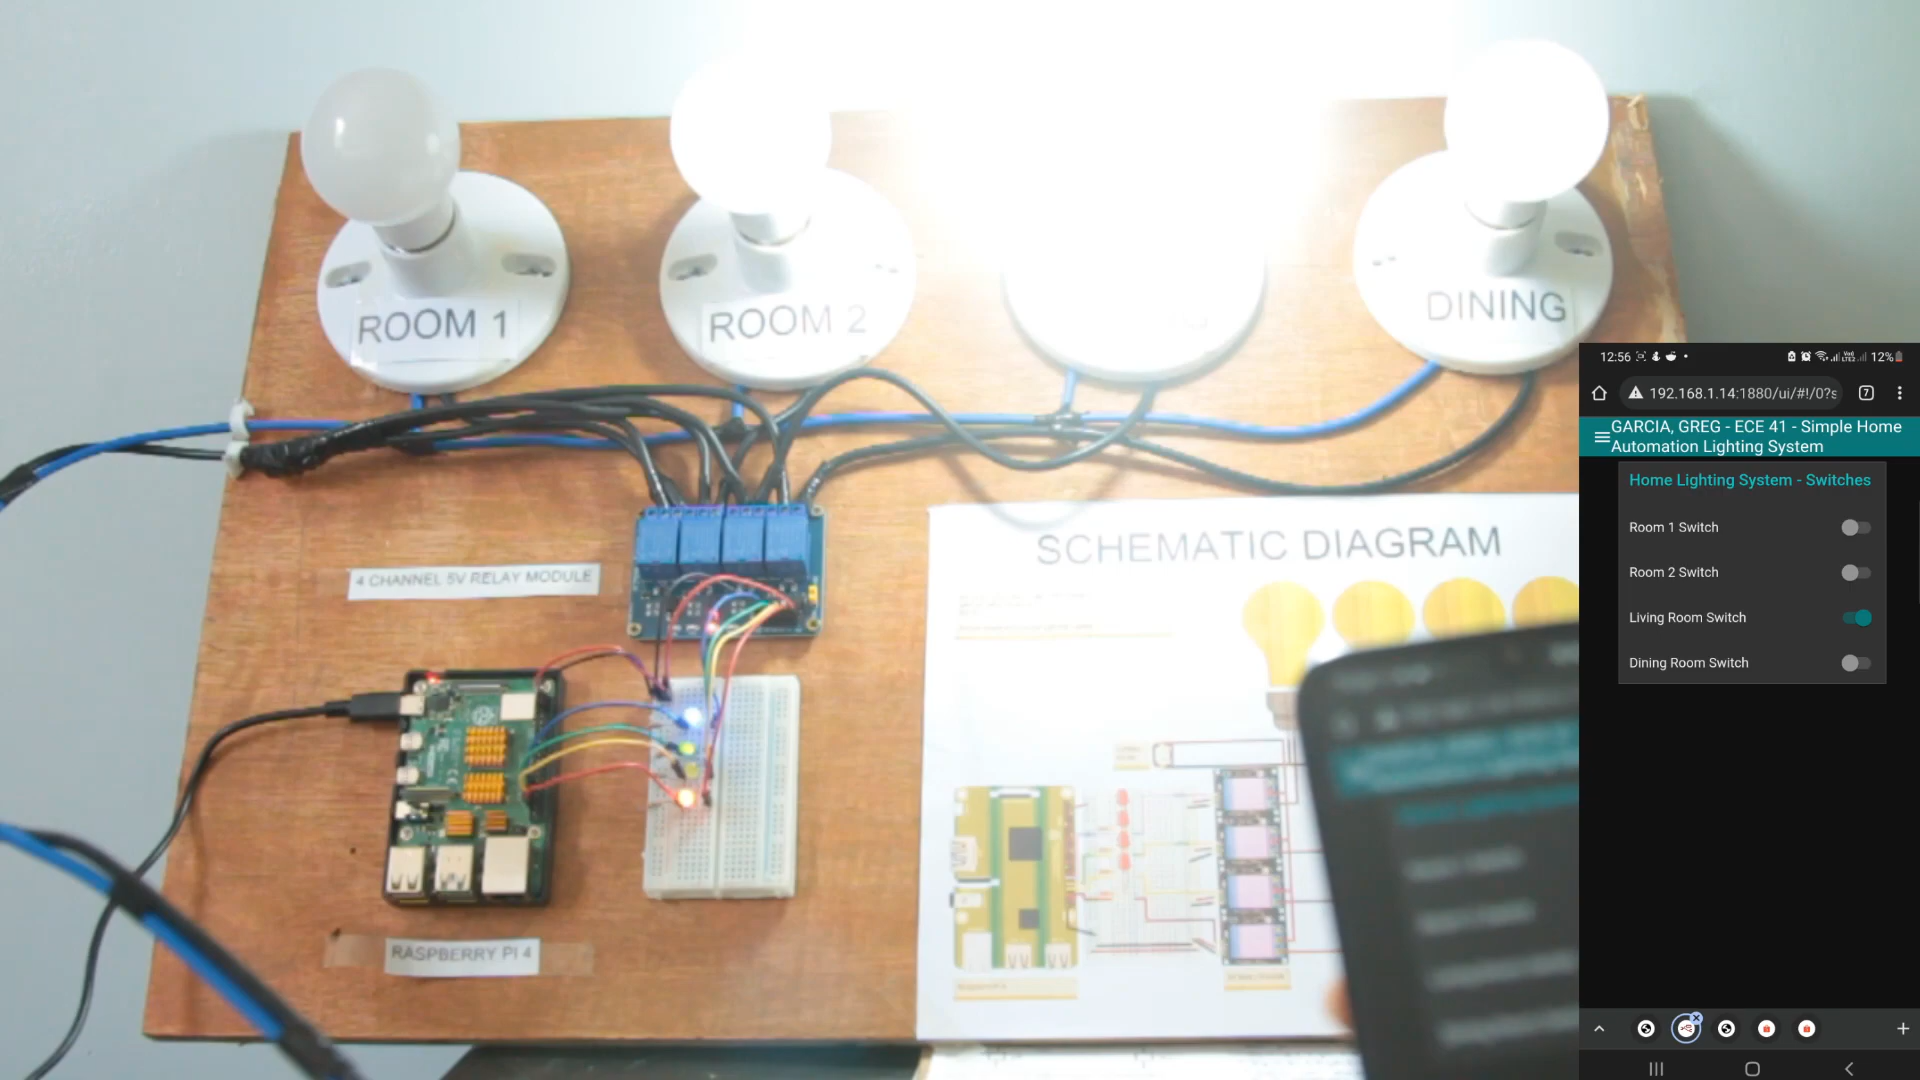 ROOM 1
ROOM 2
DINING
4 CHANNEL 5V RELAY MODULE
SCHEMATIC DIAGRAM
RASPBERRY PI 4
12:56
12%
192.168.1.14:1880/ui/#!/0?s
7
GARCIA, GREG - ECE 41 - Simple Home
Automation Lighting System
Home Lighting System - Switches
Room 1 Switch
Room 2 Switch
Living Room Switch
Dining Room Switch